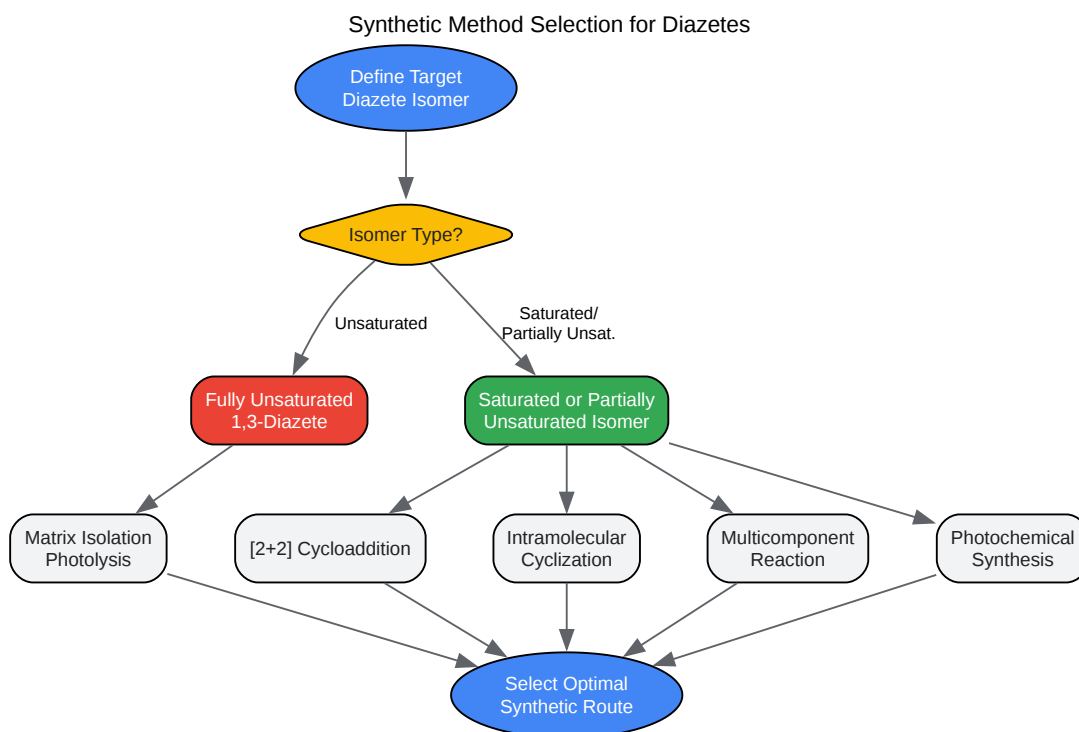 Synthetic Method Selection for Diazetes
Define Target
Diazete Isomer
Isomer Type?
Unsaturated
Saturated/
Partially Unsat.
Fully Unsaturated
1,3-Diazete
Saturated or Partially
Unsaturated Isomer
Matrix Isolation
Photolysis
[2+2] Cycloaddition
Intramolecular
Cyclization
Multicomponent
Reaction
Photochemical
Synthesis
Select Optimal
Synthetic Route